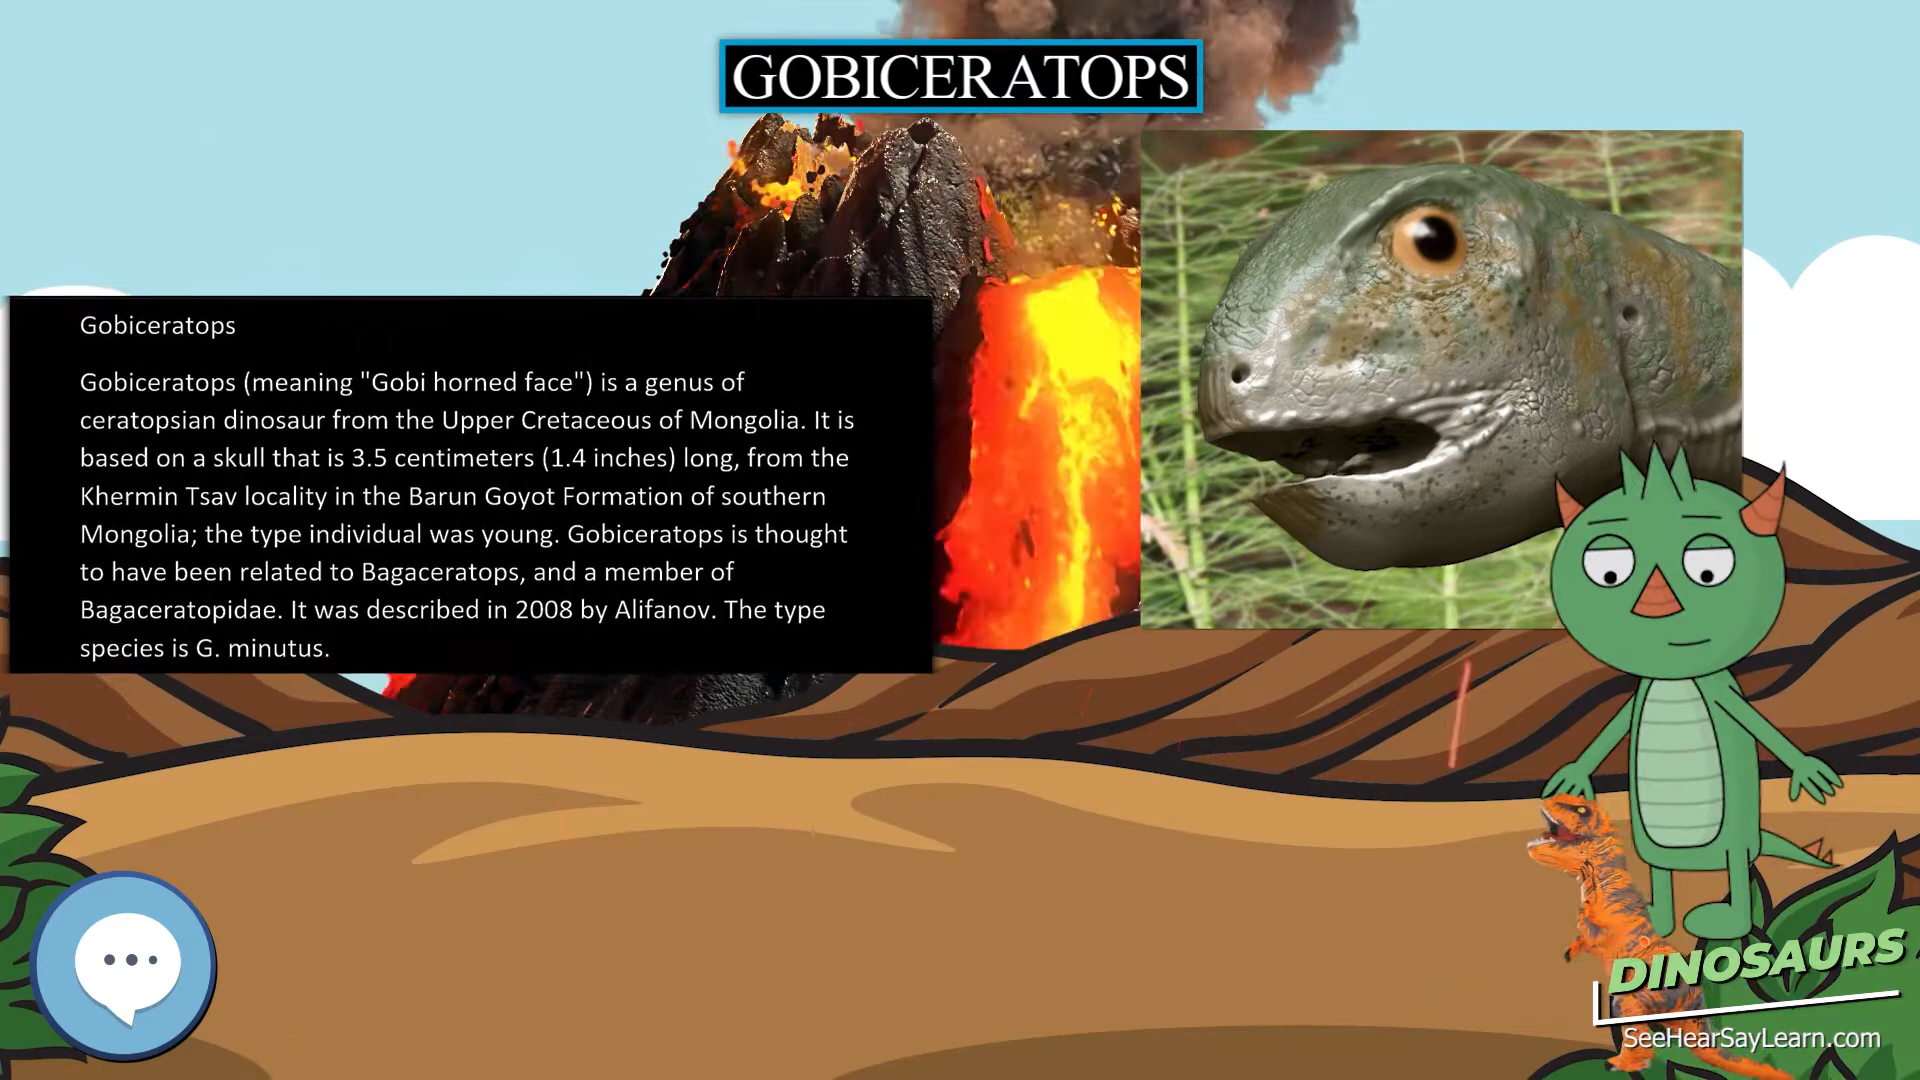 GOBICERATOPS
Gobiceratops
Gobiceratops (meaning "Gobi horned face") is a genus of
ceratopsian dinosaur from the Upper Cretaceous of Mongolia. It is
based on a skull that is 3.5 centimeters (1.4 inches) long, from the
Khermin Tsav locality in the Barun Goyot Formation of southern
Mongolia; the type individual was young. Gobiceratops is thought
to have been related to Bagaceratops, and a member of
Bagaceratopidae. It was described in 2008 by Alifanov. The type
species is G. minutus.
DINOSAURS
SeeHearSayLearn.com